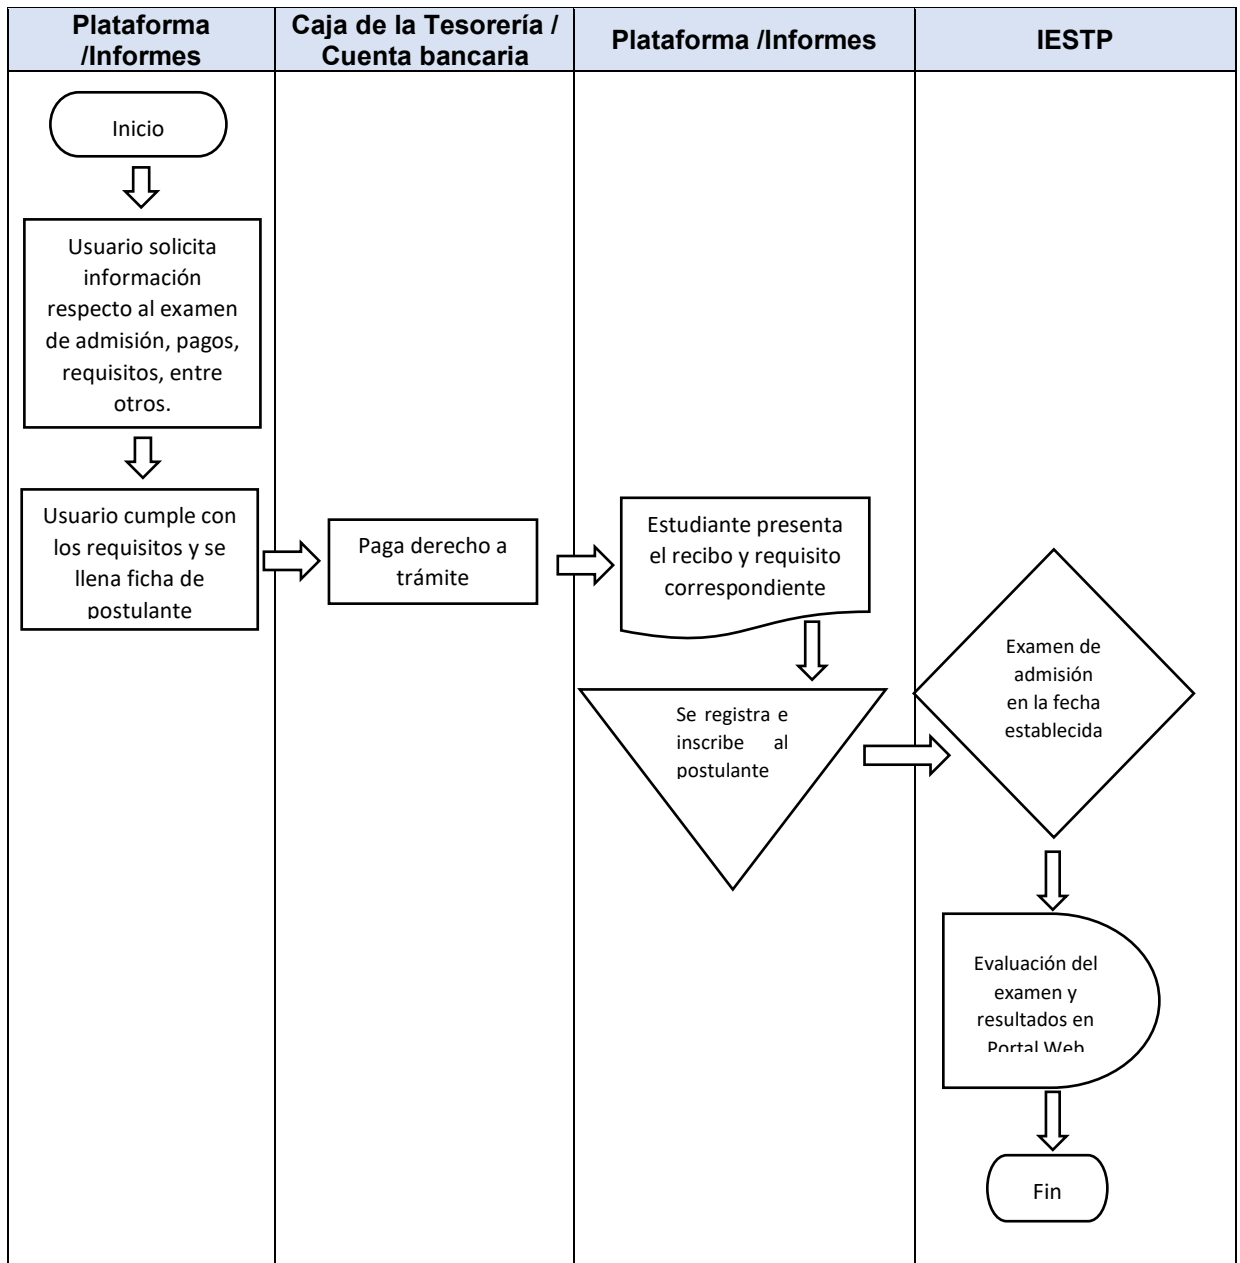 Plataforma
/Informes
Caja de la Tesorería /
Cuenta bancaria
Plataforma /Informes
IESTP
Inicio
Usuario solicita
información
respecto al examen
de admisión, pagos,
requisitos, entre
otros.
Usuario cumple con
los requisitos y se
llena ficha de
postulante
Paga derecho a
trámite
Estudiante presenta
el recibo y requisito
correspondiente
Se registra e
inscribe al
postulante
Examen de
admisión
en la fecha
establecida
Evaluación del
examen y
resultados en
Portal Web
Fin